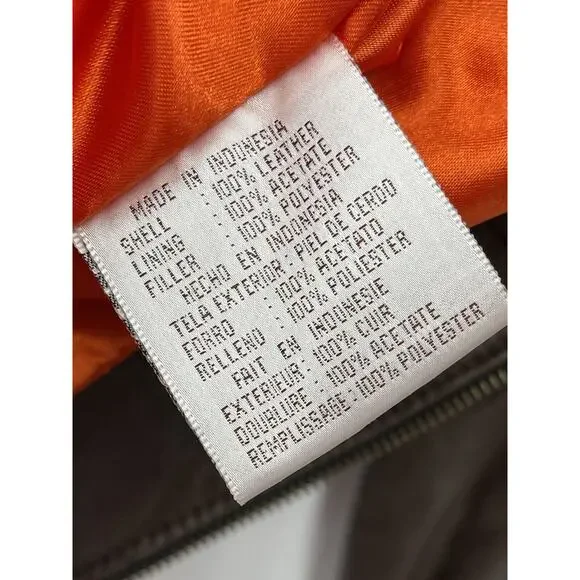 MADE IN INDONESIA
SHELL : 100% LEATHER
LINING : 100% ACETATE
FILLER : 100% POLYESTER
HECHO EN INDONESIA
TELA EXTERIOR : PIEL DE CERDO
FORRO : 100% ACETATO
RELLENO : 100% POLIESTER
FAIT EN INDONESIE
EXTERIEUR : 100% CUIR
DOUBLURE : 100% ACETATE
REMPLISSAGE : 100% POLYESTER